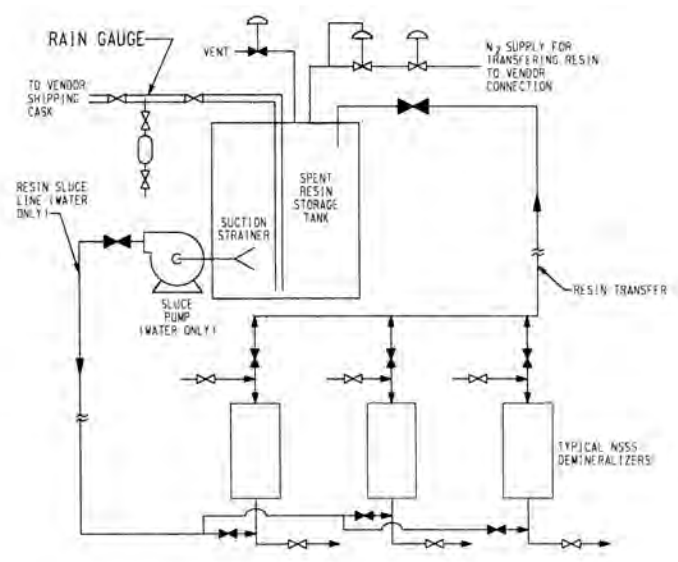 RAIN GAUGE
VENT
N₂ SUPPLY FOR
TRANSFERING RESIN
TO VENDOR
CONNECTION
TO VENDOR
SHIPPING
CASK
RESIN SLUCE
LINE (WATER
ONLY)
SPENT
RESIN
STORAGE
TANK
SUCTION
STRAINER
SLUCE
PUMP
(WATER ONLY)
RESIN TRANSFER
TYPICAL NSSS
DEMINERALIZERS